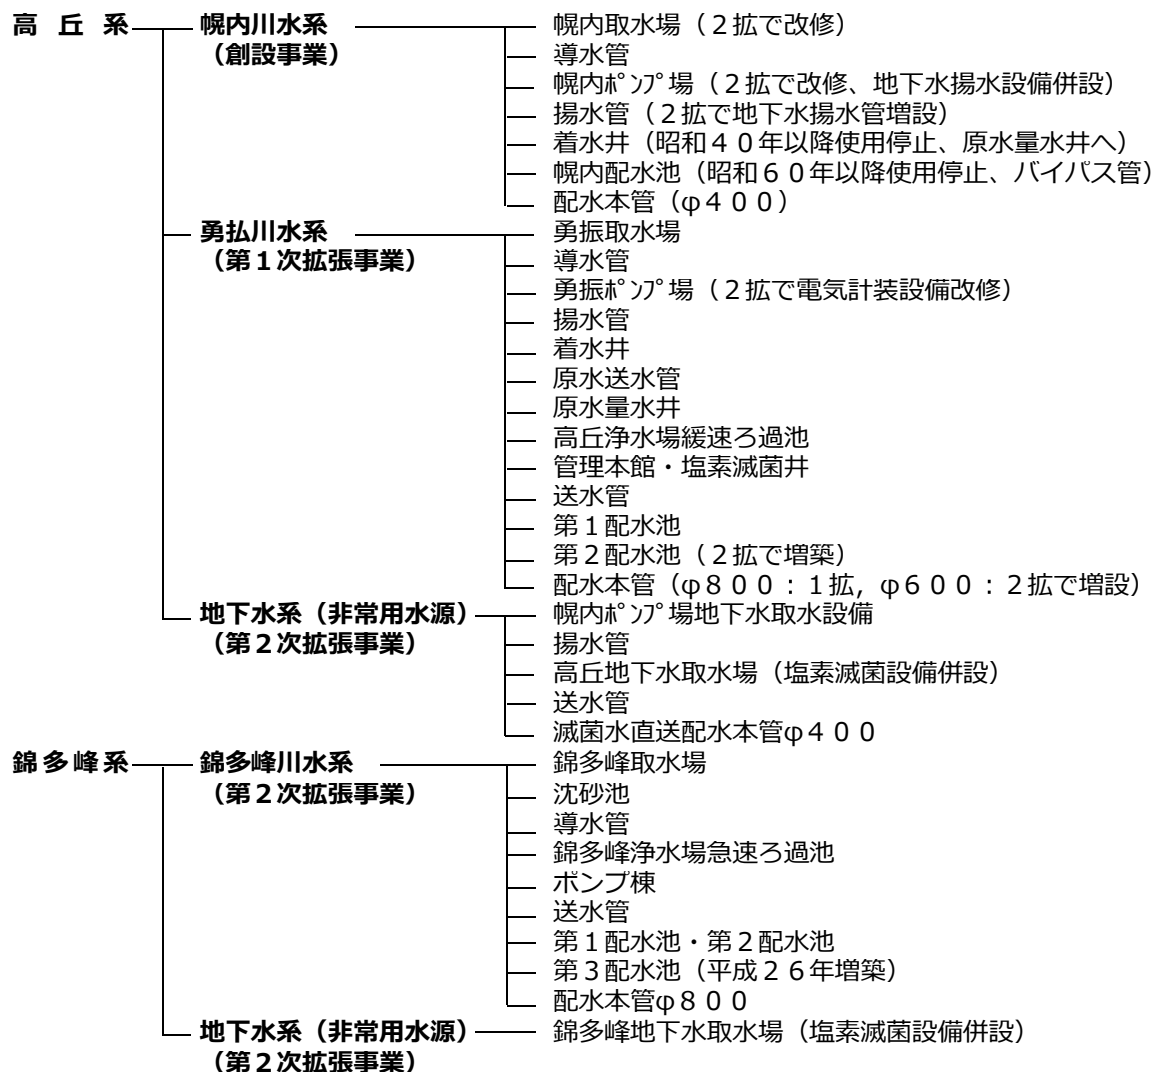 高 丘 系 幌内川水系 幌内取水場（２拡で改修）
（創設事業） 導水管
幌内ﾎﾟﾝﾌﾟ場（２拡で改修、地下水揚水設備併設）
揚水管（２拡で地下水揚水管増設）
着水井（昭和４０年以降使用停止、原水量水井へ）
幌内配水池（昭和６０年以降使用停止、バイパス管）
配水本管（φ４００）
勇払川水系 勇振取水場
（第１次拡張事業） 導水管
勇振ﾎﾟﾝﾌﾟ場（２拡で電気計装設備改修）
揚水管
着水井
原水送水管
原水量水井
高丘浄水場緩速ろ過池
管理本館・塩素滅菌井
送水管
第１配水池
第２配水池（２拡で増築）
配水本管（φ８００：１拡，φ６００：２拡で増設）
地下水系（非常用水源） 幌内ﾎﾟﾝﾌﾟ場地下水取水設備
（第２次拡張事業） 揚水管
高丘地下水取水場（塩素滅菌設備併設）
送水管
滅菌水直送配水本管φ４００
錦多峰系 錦多峰川水系 錦多峰取水場
（第２次拡張事業） 沈砂池
導水管
錦多峰浄水場急速ろ過池
ポンプ棟
送水管
第１配水池・第２配水池
第３配水池（平成２６年増築）
配水本管φ８００
地下水系（非常用水源） 錦多峰地下水取水場（塩素滅菌設備併設）
（第２次拡張事業）